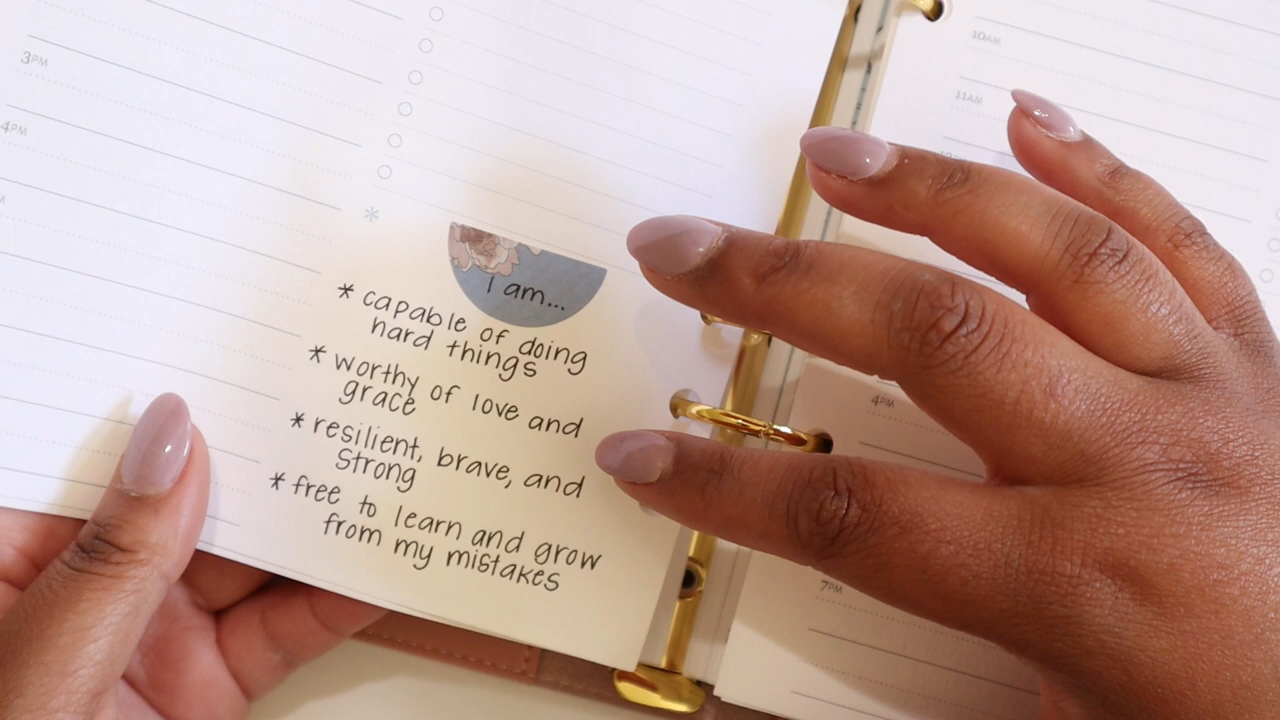 3PM
4PM
I am...
* capable of doing
hard things
* worthy of love and
grace
* resilient, brave, and
strong
* free to learn and grow
from my mistakes
10AM
11AM
4PM
7PM